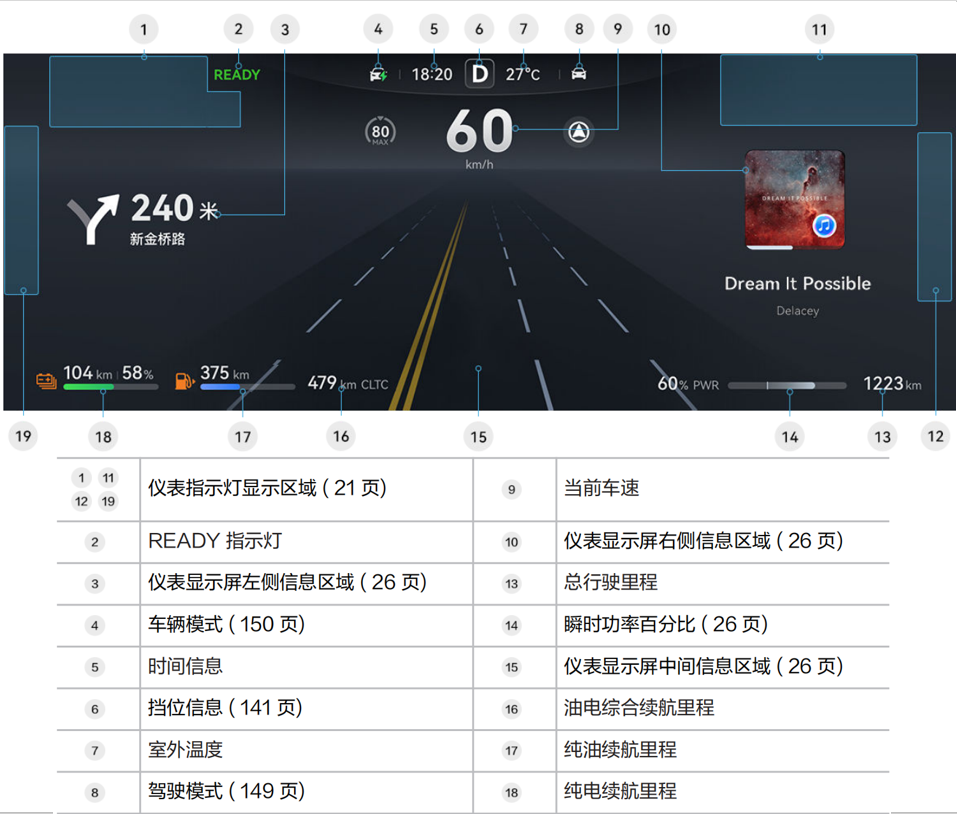 1 2 3 4 5 6 7 8 9 10 11
READY
18:20 D 27°C
80
MAX
60
km/h
240 米
新金桥路
DREAM IT POSSIBLE
Dream It Possible
Delacey
104 km 58%
375 km
479 km CLTC
60% PWR
1223 km
19 18 17 16 15 14 13 12
1 11 12 19 仪表指示灯显示区域 ( 21 页) 9 当前车速
2 READY 指示灯 10 仪表显示屏右侧信息区域 ( 26 页)
3 仪表显示屏左侧信息区域 ( 26 页) 13 总行驶里程
4 车辆模式 ( 150 页) 14 瞬时功率百分比 ( 26 页)
5 时间信息 15 仪表显示屏中间信息区域 ( 26 页)
6 挡位信息 ( 141 页) 16 油电综合续航里程
7 室外温度 17 纯油续航里程
8 驾驶模式 ( 149 页) 18 纯电续航里程